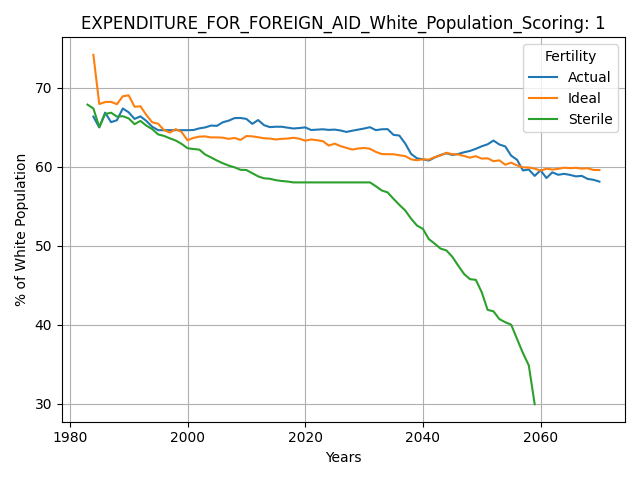 EXPENDITURE_FOR_FOREIGN_AID_White_Population_Scoring: 1
Fertility
Actual
Ideal
Sterile
% of White Population
70
60
50
40
30
1980
2000
2020
2040
2060
Years